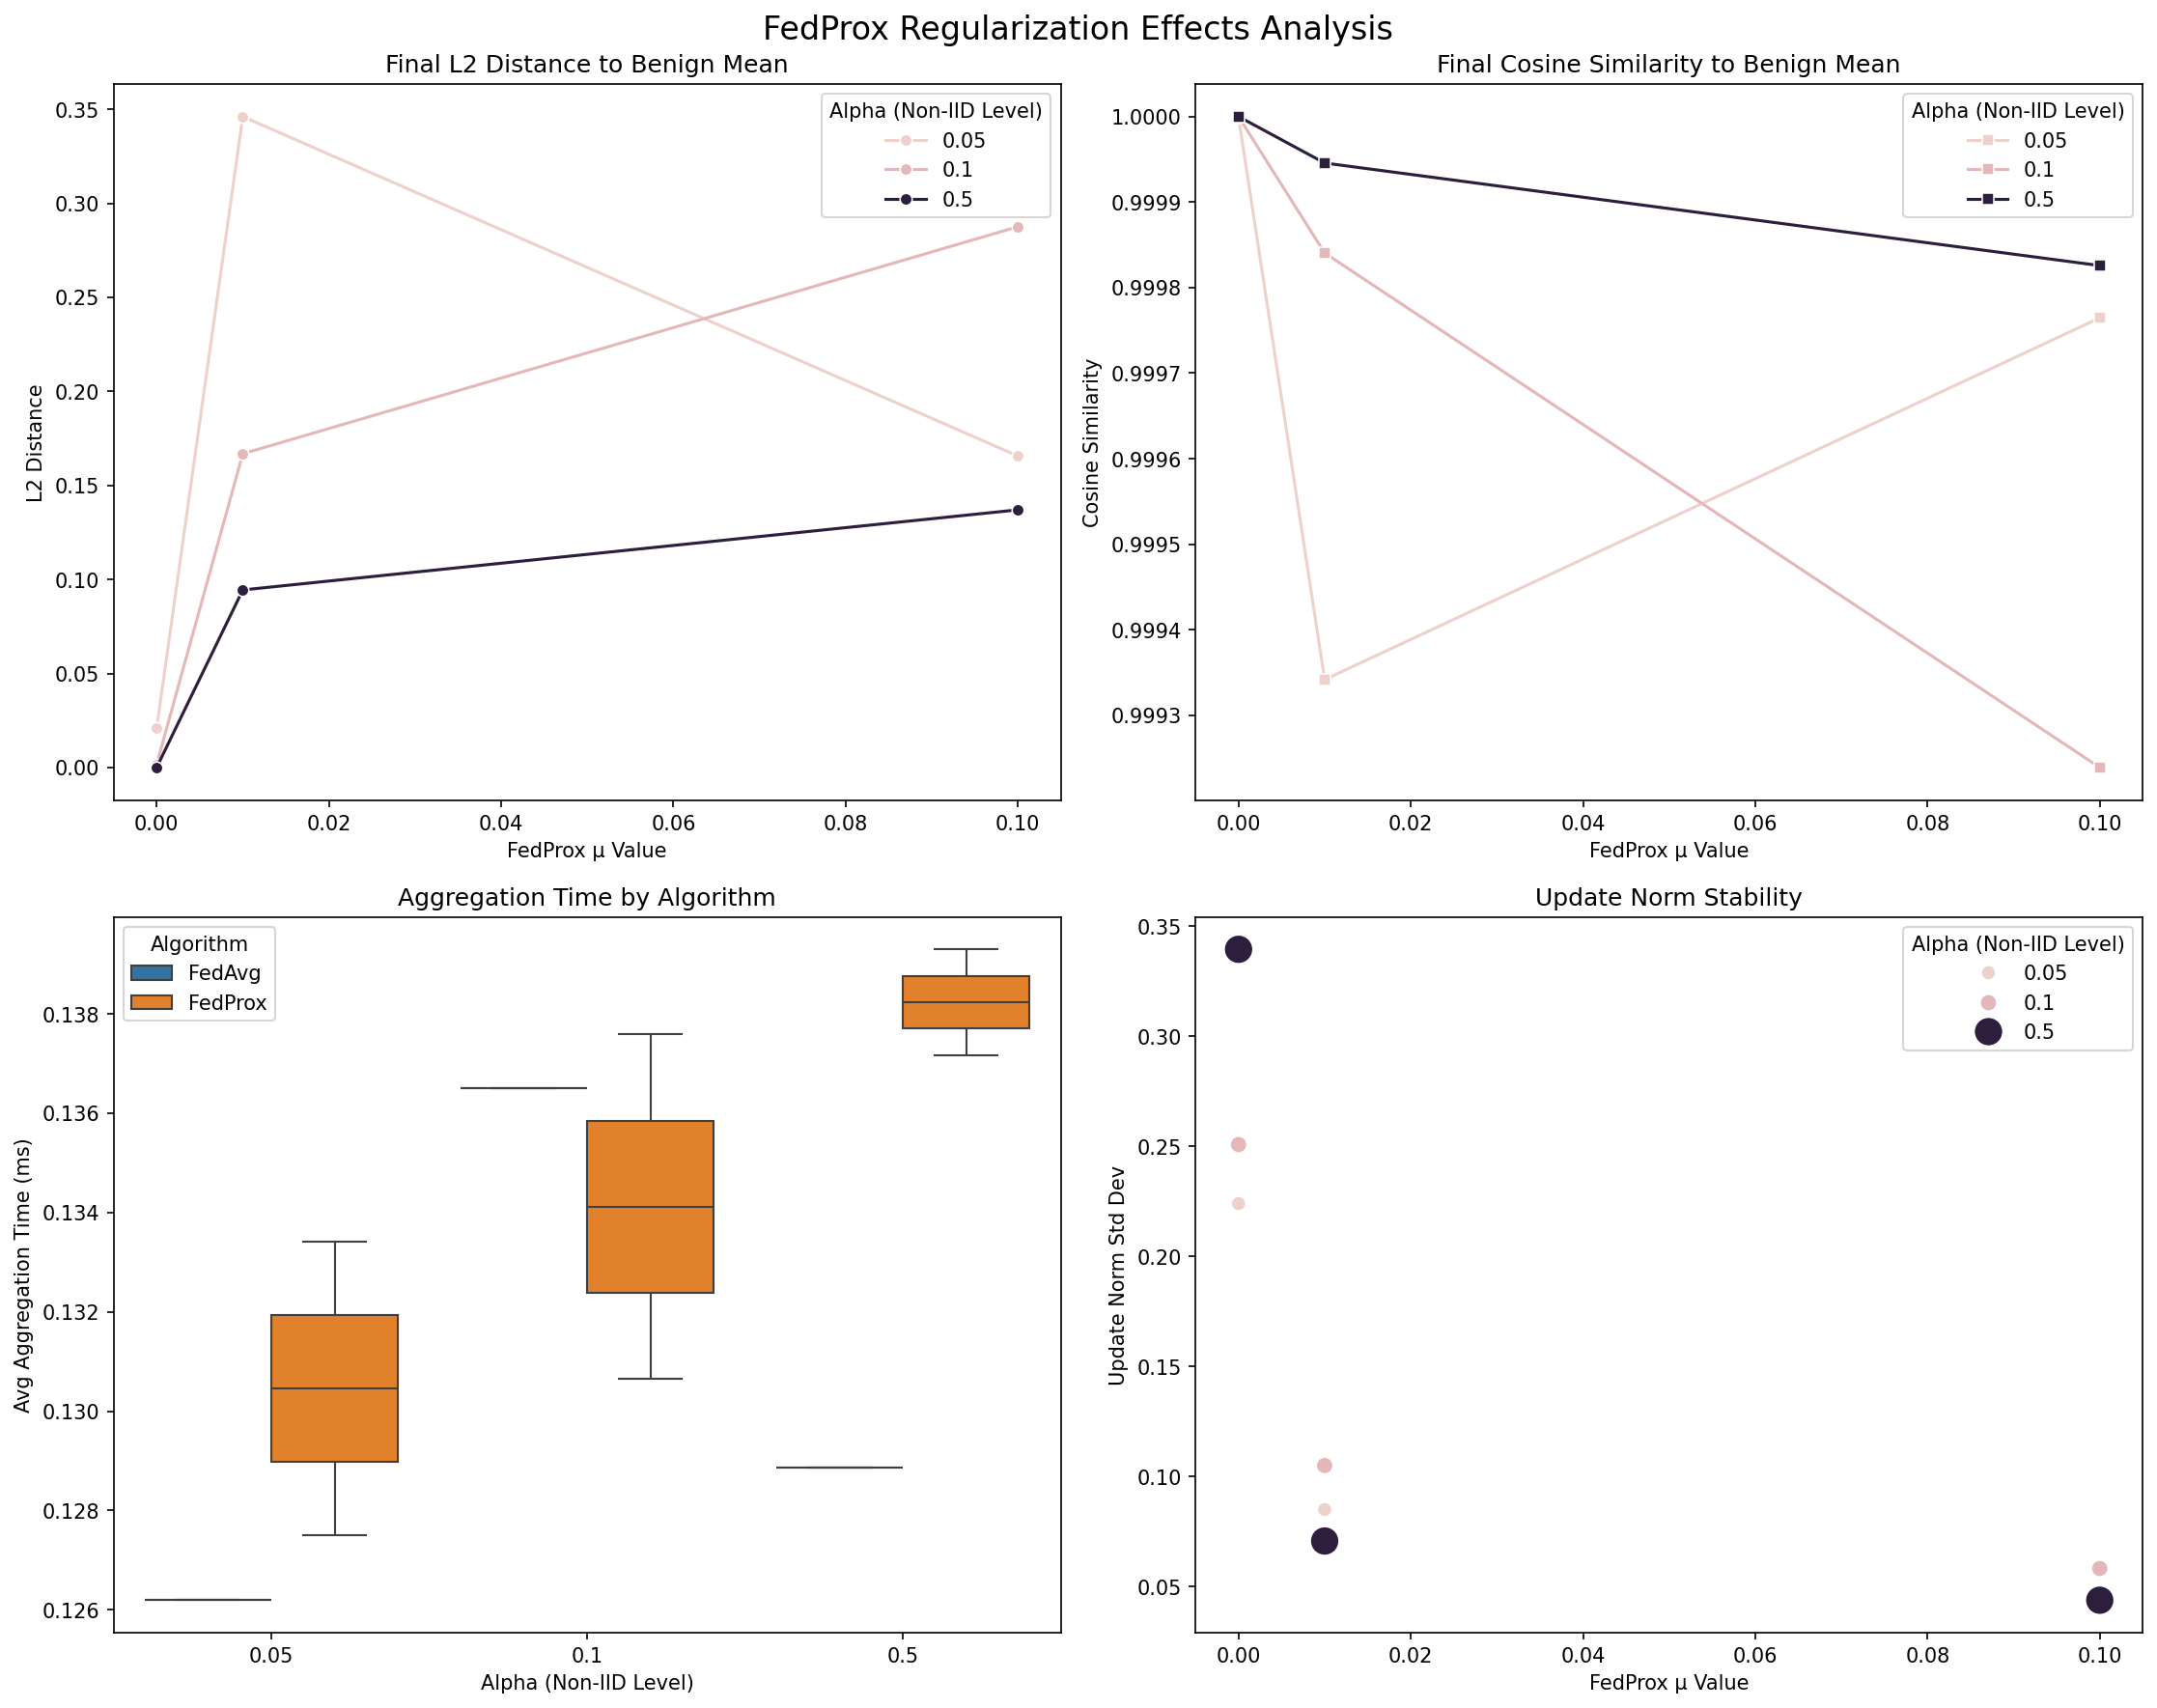 FedProx Regularization Effects Analysis
Final L2 Distance to Benign Mean
L2 Distance
0.35
0.30
0.25
0.20
0.15
0.10
0.05
0.00
Alpha (Non-IID Level)
0.05
0.1
0.5
0.00 0.02 0.04 0.06 0.08 0.10
FedProx μ Value
Final Cosine Similarity to Benign Mean
Cosine Similarity
1.0000
0.9999
0.9998
0.9997
0.9996
0.9995
0.9994
0.9993
Alpha (Non-IID Level)
0.05
0.1
0.5
0.00 0.02 0.04 0.06 0.08 0.10
FedProx μ Value
Aggregation Time by Algorithm
Avg Aggregation Time (ms)
0.138
0.136
0.134
0.132
0.130
0.128
0.126
Algorithm
FedAvg
FedProx
0.05 0.1 0.5
Alpha (Non-IID Level)
Update Norm Stability
Update Norm Std Dev
0.35
0.30
0.25
0.20
0.15
0.10
0.05
Alpha (Non-IID Level)
0.05
0.1
0.5
0.00 0.02 0.04 0.06 0.08 0.10
FedProx μ Value